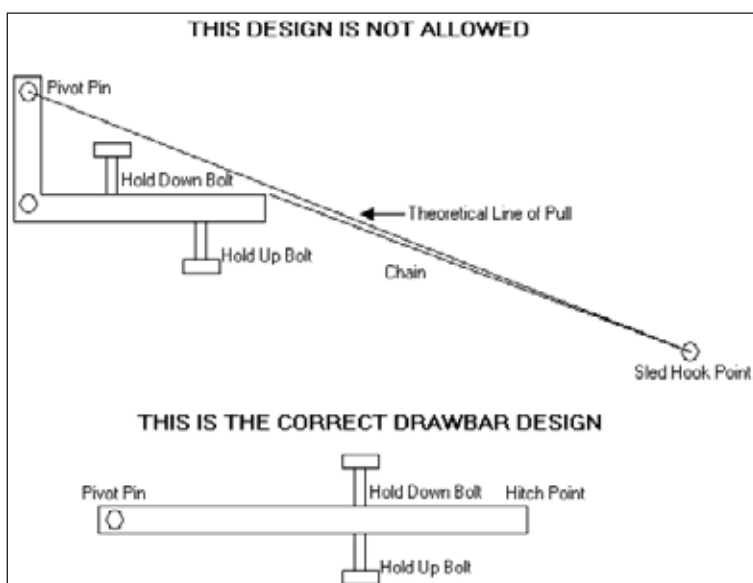 THIS DESIGN IS NOT ALLOWED
Pivot Pin
Hold Down Bolt
Theoretical Line of Pull
Hold Up Bolt
Chain
Sled Hook Point
THIS IS THE CORRECT DRAWBAR DESIGN
Pivot Pin
Hold Down Bolt
Hitch Point
Hold Up Bolt